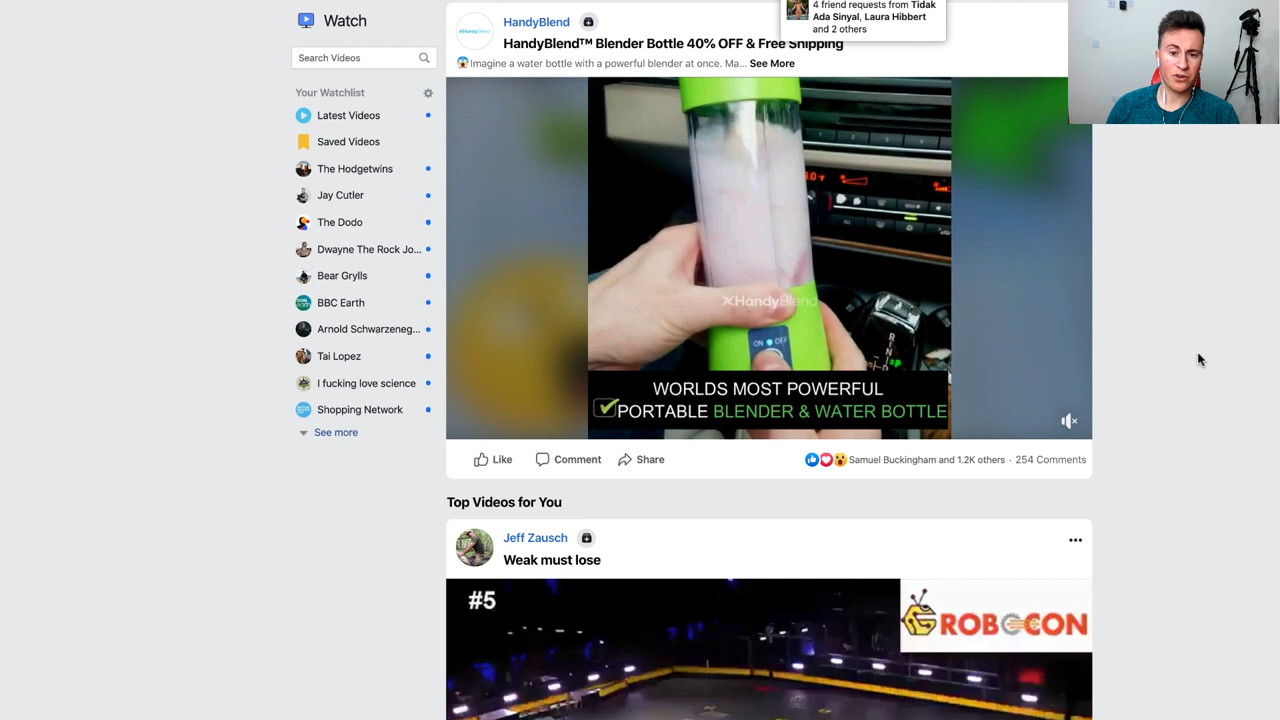 Watch
Search Videos
Your Watchlist
Latest Videos
Saved Videos
The Hodgetwins
Jay Cutler
The Dodo
Dwayne The Rock Jo...
Bear Grylls
BBC Earth
Arnold Schwarzeneg...
Tai Lopez
I fucking love science
Shopping Network
See more
4 friend requests from Tidak
Ada Sinyal, Laura Hibbert
and 2 others
HandyBlend
HandyBlend
HandyBlend™ Blender Bottle 40% OFF & Free Shipping
😱Imagine a water bottle with a powerful blender at once. Ma... See More
HandyBlend
ON OFF
WORLDS MOST POWERFUL
PORTABLE BLENDER & WATER BOTTLE
Like Comment Share Samuel Buckingham and 1.2K others · 254 Comments
Top Videos for You
Jeff Zausch
Weak must lose
#5
ROBOCON